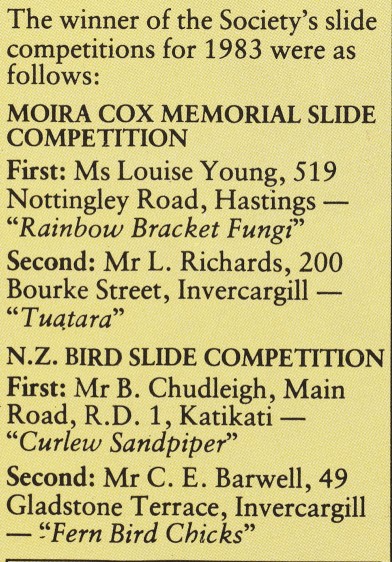 The winner of the Society's slide
competitions for 1983 were as
follows:
MOIRA COX MEMORIAL SLIDE
COMPETITION
First: Ms Louise Young, 519
Nottingley Road, Hastings —
"Rainbow Bracket Fungi"
Second: Mr L. Richards, 200
Bourke Street, Invercargill —
"Tuatara"
N.Z. BIRD SLIDE COMPETITION
First: Mr B. Chudleigh, Main
Road, R.D. 1, Katikati —
"Curlew Sandpiper"
Second: Mr C. E. Barwell, 49
Gladstone Terrace, Invercargill
— "Fern Bird Chicks"